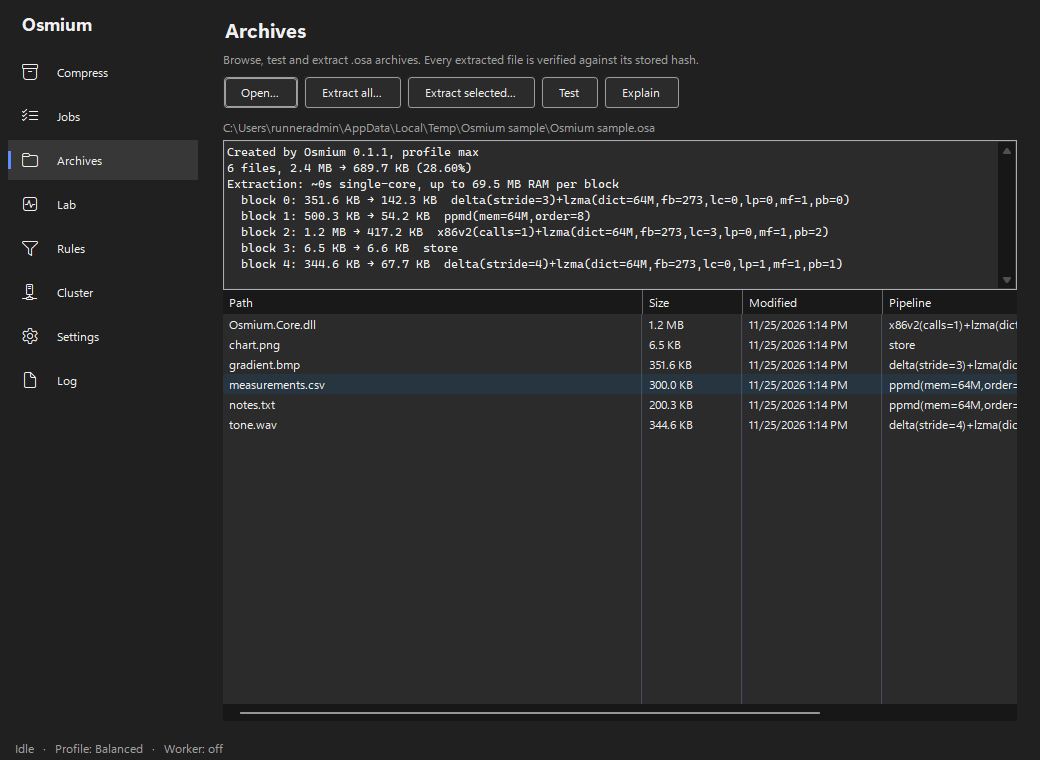 Osmium
Compress
Jobs
Archives
Lab
Rules
Cluster
Settings
Log
Archives
Browse, test and extract .osa archives. Every extracted file is verified against its stored hash.
Open... Extract all... Extract selected... Test Explain
C:\Users\runneradmin\AppData\Local\Temp\Osmium sample\Osmium sample.osa
Created by Osmium 0.1.1, profile max
6 files, 2.4 MB → 689.7 KB (28.60%)
Extraction: ~0s single-core, up to 69.5 MB RAM per block
block 0: 351.6 KB → 142.3 KB delta(stride=3)+lzma(dict=64M,fb=273,lc=0,lp=0,mf=1,pb=0)
block 1: 500.3 KB → 54.2 KB ppmd(mem=64M,order=8)
block 2: 1.2 MB → 417.2 KB x86v2(calls=1)+lzma(dict=64M,fb=273,lc=3,lp=0,mf=1,pb=2)
block 3: 6.5 KB → 6.6 KB store
block 4: 344.6 KB → 67.7 KB delta(stride=4)+lzma(dict=64M,fb=273,lc=0,lp=1,mf=1,pb=1)
Path Size Modified Pipeline
Osmium.Core.dll 1.2 MB 11/25/2026 1:14 PM x86v2(calls=1)+lzma(dict
chart.png 6.5 KB 11/25/2026 1:14 PM store
gradient.bmp 351.6 KB 11/25/2026 1:14 PM delta(stride=3)+lzma(dic
measurements.csv 300.0 KB 11/25/2026 1:14 PM ppmd(mem=64M,order=
notes.txt 200.3 KB 11/25/2026 1:14 PM ppmd(mem=64M,order=
tone.wav 344.6 KB 11/25/2026 1:14 PM delta(stride=4)+lzma(dic
Idle · Profile: Balanced · Worker: off